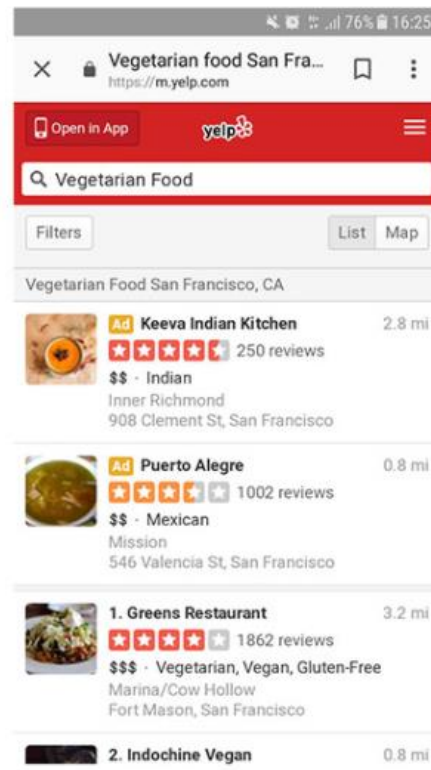 76% 16:25
Vegetarian food San Fra...
https://m.yelp.com
Open in App
yelp
Vegetarian Food
Filters
List Map
Vegetarian Food San Francisco, CA
Ad Keeva Indian Kitchen 2.8 mi
250 reviews
$$ · Indian
Inner Richmond
908 Clement St, San Francisco
Ad Puerto Alegre 0.8 mi
1002 reviews
$$ · Mexican
Mission
546 Valencia St, San Francisco
1. Greens Restaurant 3.2 mi
1862 reviews
$$$ · Vegetarian, Vegan, Gluten-Free
Marina/Cow Hollow
Fort Mason, San Francisco
2. Indochine Vegan 0.8 mi